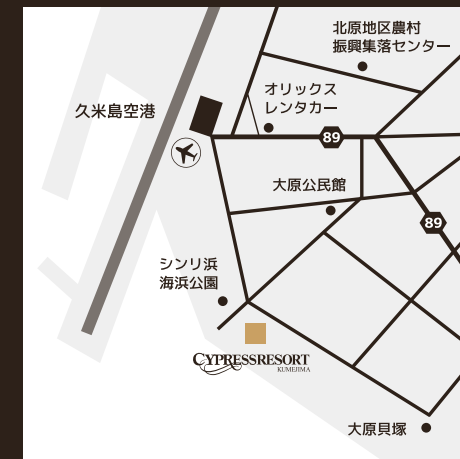 北原地区農村
振興集落センター
オリックス
レンタカー
久米島空港
89
大原公民館
89
シンリ浜
海浜公園
CYPRESSRESORT
KUMEJIMA
大原貝塚